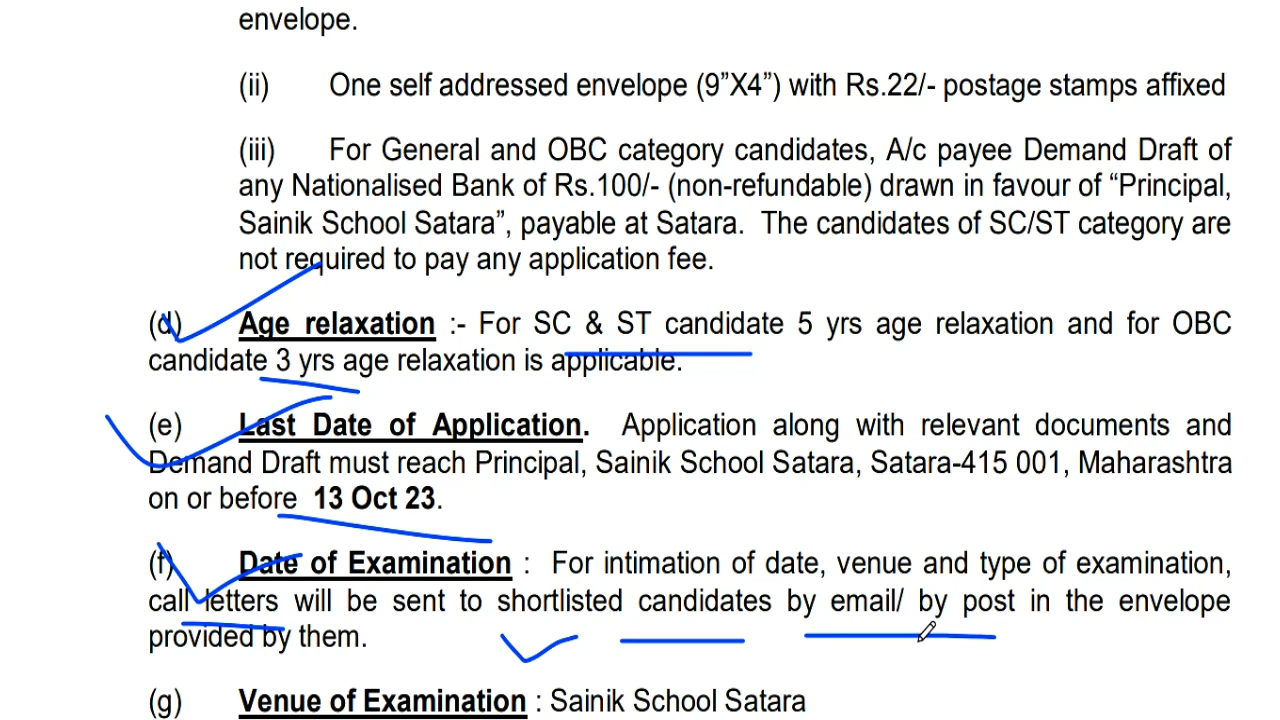 envelope.
(ii) One self addressed envelope (9”X4”) with Rs.22/- postage stamps affixed
(iii) For General and OBC category candidates, A/c payee Demand Draft of
any Nationalised Bank of Rs.100/- (non-refundable) drawn in favour of “Principal,
Sainik School Satara”, payable at Satara. The candidates of SC/ST category are
not required to pay any application fee.
(d) Age relaxation :- For SC & ST candidate 5 yrs age relaxation and for OBC
candidate 3 yrs age relaxation is applicable.
(e) Last Date of Application. Application along with relevant documents and
Demand Draft must reach Principal, Sainik School Satara, Satara-415 001, Maharashtra
on or before 13 Oct 23.
(f) Date of Examination : For intimation of date, venue and type of examination,
call letters will be sent to shortlisted candidates by email/ by post in the envelope
provided by them.
(g) Venue of Examination : Sainik School Satara